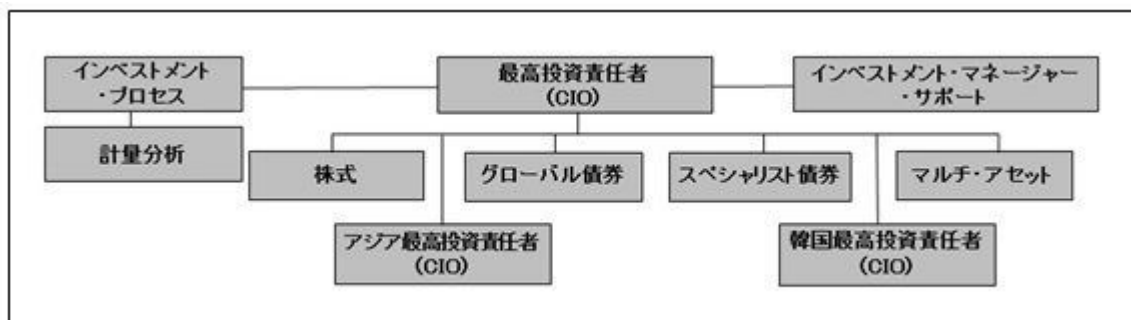 インベストメント
・プロセス
最高投資責任者
(CIO)
インベストメント・マネージャー
・サポート
計量分析
株式
グローバル債券
スペシャリスト債券
マルチ・アセット
アジア最高投資責任者
(CIO)
韓国最高投資責任者
(CIO)